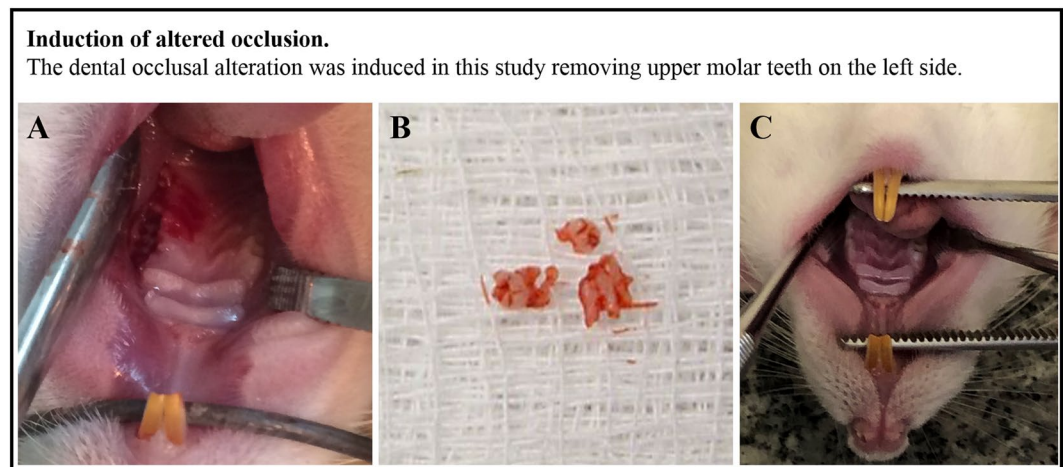 Induction of altered occlusion.
The dental occlusal alteration was induced in this study removing upper molar teeth on the left side.
A
B
C